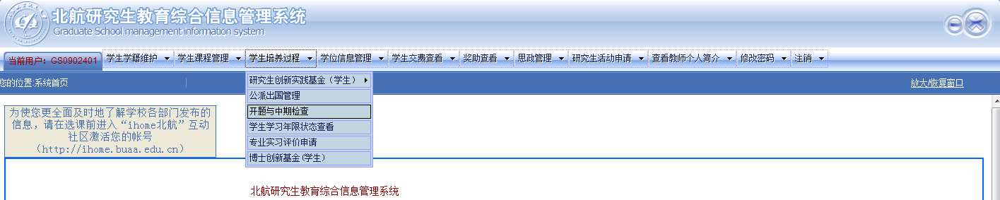 北航研究生教育综合信息管理系统
Graduate School management information system
当前用户：GS0902401
学生学籍维护
学生课程管理
学生培养过程
学位信息管理
学生交费查看
奖助查看
思政管理
研究生活动申请
查看教师个人简介
修改密码
注销
您的位置:系统首页
放大/恢复窗口
研究生创新实践基金（学生）
公派出国管理
开题与中期检查
学生学习年限状态查看
专业实习评价申请
博士创新基金(学生)
为使您更全面及时地了解学校各部门发布的
信息，请在选课前进入“ihome北航”互动
社区激活您的帐号
（http://ihome.buaa.edu.cn）
北航研究生教育综合信息管理系统